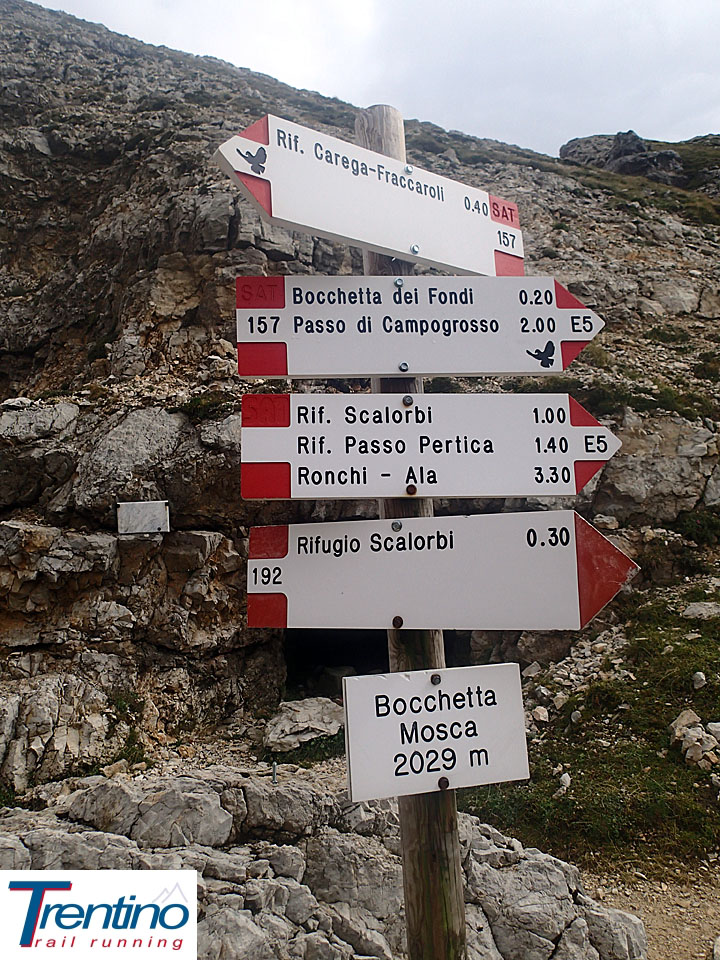 Rif. Carega-Fraccaroli 0.40 SAT
157
SAT Bocchetta dei Fondi 0.20
157 Passo di Campogrosso 2.00 E5
SAT Rif. Scalorbi 1.00
Rif. Passo Pertica 1.40 E5
Ronchi - Ala 3.30
Rifugio Scalorbi 0.30
192
Bocchetta
Mosca
2029 m
Trentino
trail running